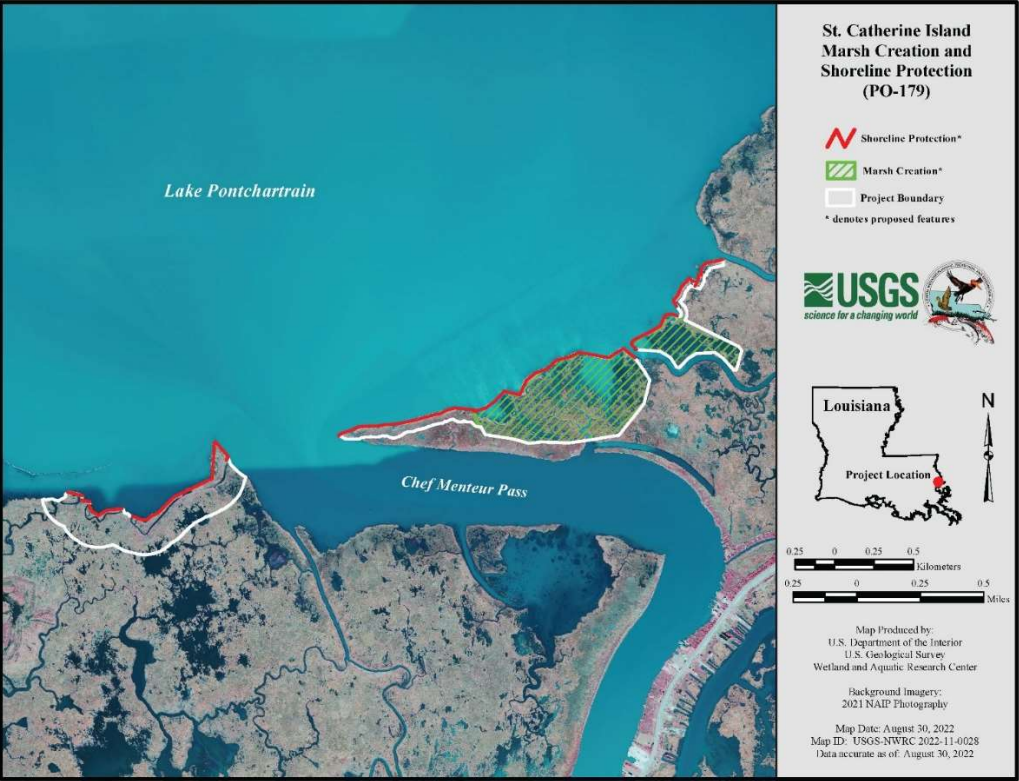 St. Catherine Island
Marsh Creation and
Shoreline Protection
(PO-179)
Shoreline Protection*
Marsh Creation*
Project Boundary
* denotes proposed features
Lake Pontchartrain
USGS
science for a changing world
Louisiana
N
Project Location
Chef Menteur Pass
0.25 0 0.25 0.5
Kilometers
0.25 0 0.25 0.5
Miles
Map Produced by:
U.S. Department of the Interior
U.S. Geological Survey
Wetland and Aquatic Research Center
Background Imagery:
2021 NAIP Photography
Map Date: August 30, 2022
Map ID: USGS-NWRC 2022-11-0028
Data accurate as of: August 30, 2022